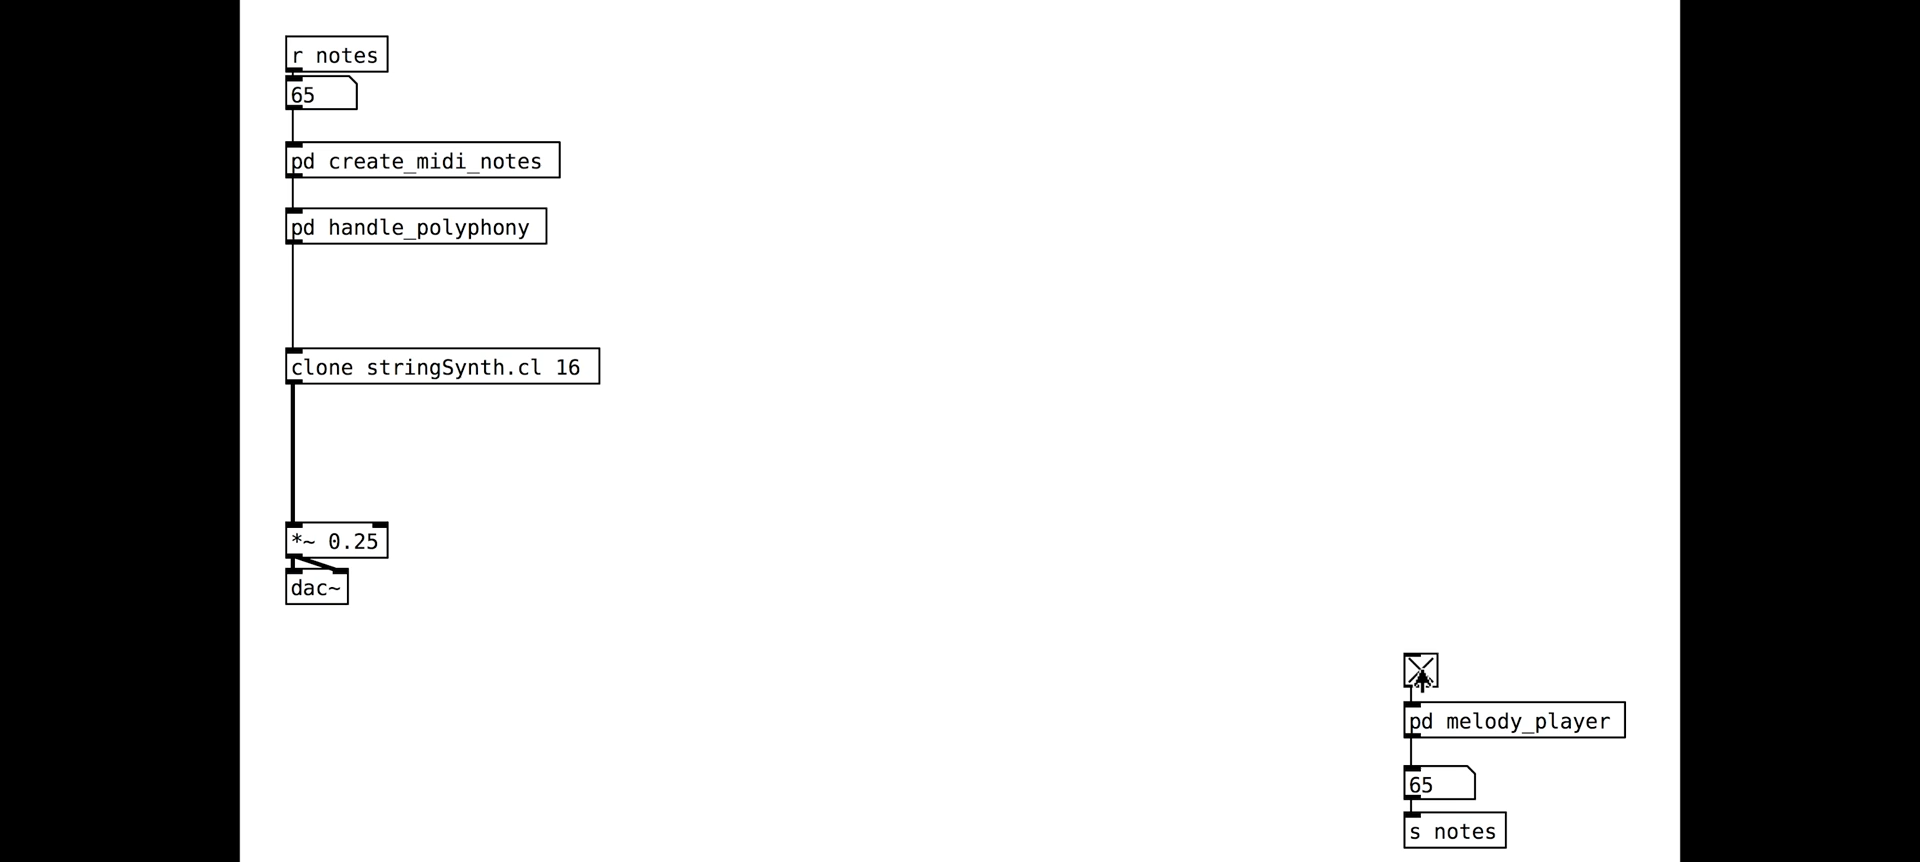 r notes
65
pd create_midi_notes
pd handle_polyphony
clone stringSynth.cl 16
*~ 0.25
dac~
pd melody_player
65
s notes